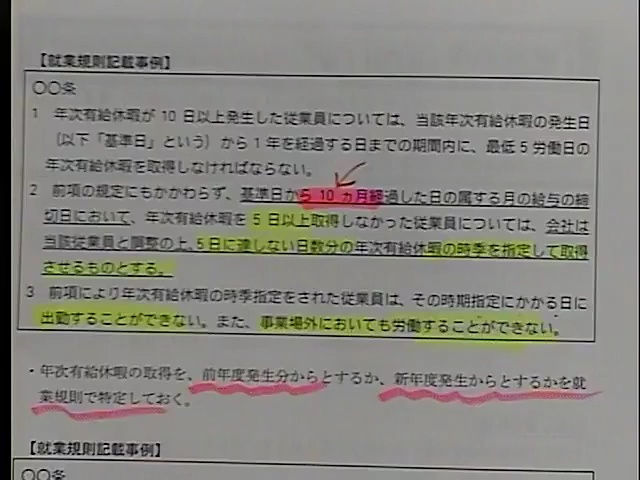 【就業規則記載事例】
〇〇条
1 年次有給休暇が 10 日以上発生した従業員については、当該年次有給休暇の発生日
(以下「基準日」という)から 1 年を経過する日までの期間内に、最低 5 労働日の
年次有給休暇を取得しなければならない。
2 前項の規定にもかかわらず、基準日から 10 ヵ月経過した日の属する月の給与の締
切日において、年次有給休暇を 5 日以上取得しなかった従業員については、会社は
当該従業員と調整の上、5 日に達しない日数分の年次有給休暇の時季を指定して取得
させるものとする。
3 前項により年次有給休暇の時季指定をされた従業員は、その時期指定にかかる日に
出勤することができない。また、事業場外においても労働することができない。
・年次有給休暇の取得を、前年度発生分からとするか、新年度発生からとするかを就
業規則で特定しておく。
【就業規則記載事例】
〇〇条